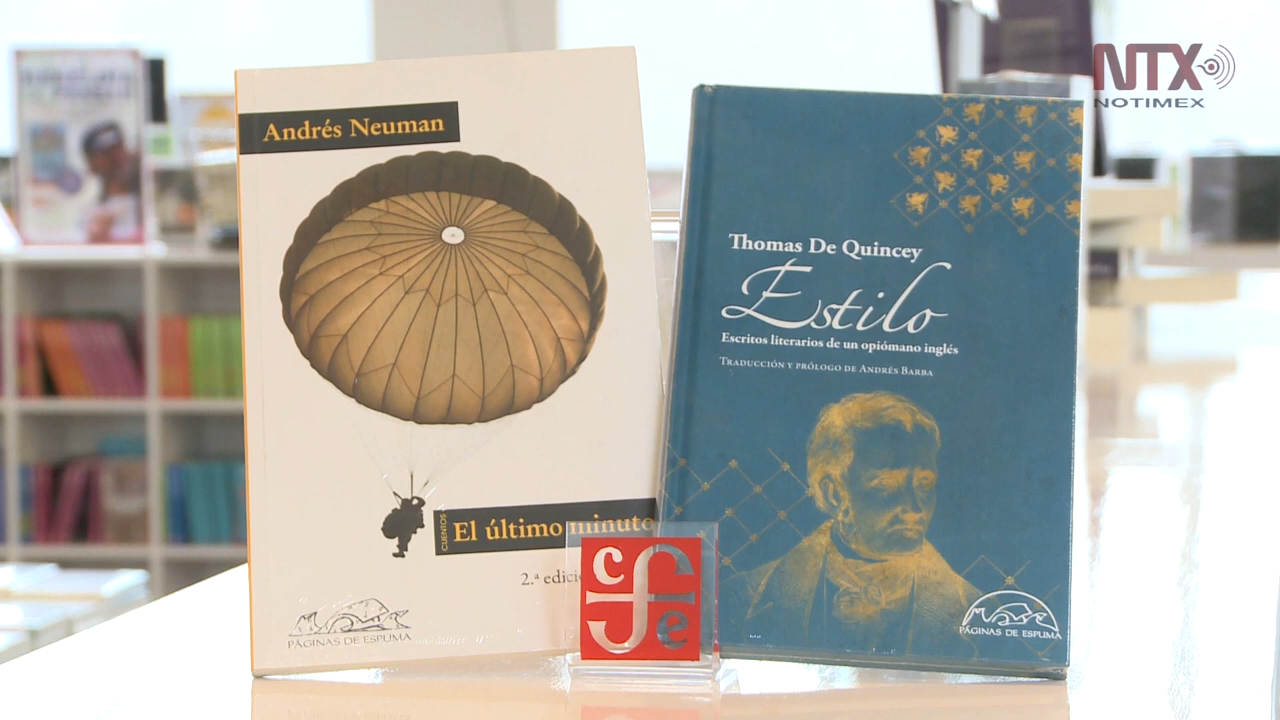 NTX
NOTIMEX
Andrés Neuman
CUENTOS
El último minuto
2.ª edici
PÁGINAS DE ESPUMA
Thomas De Quincey
Estilo
Escritos literarios de un opiómano inglés
Traducción y prólogo de Andrés Barba
PÁGINAS DE ESPUMA
cfe